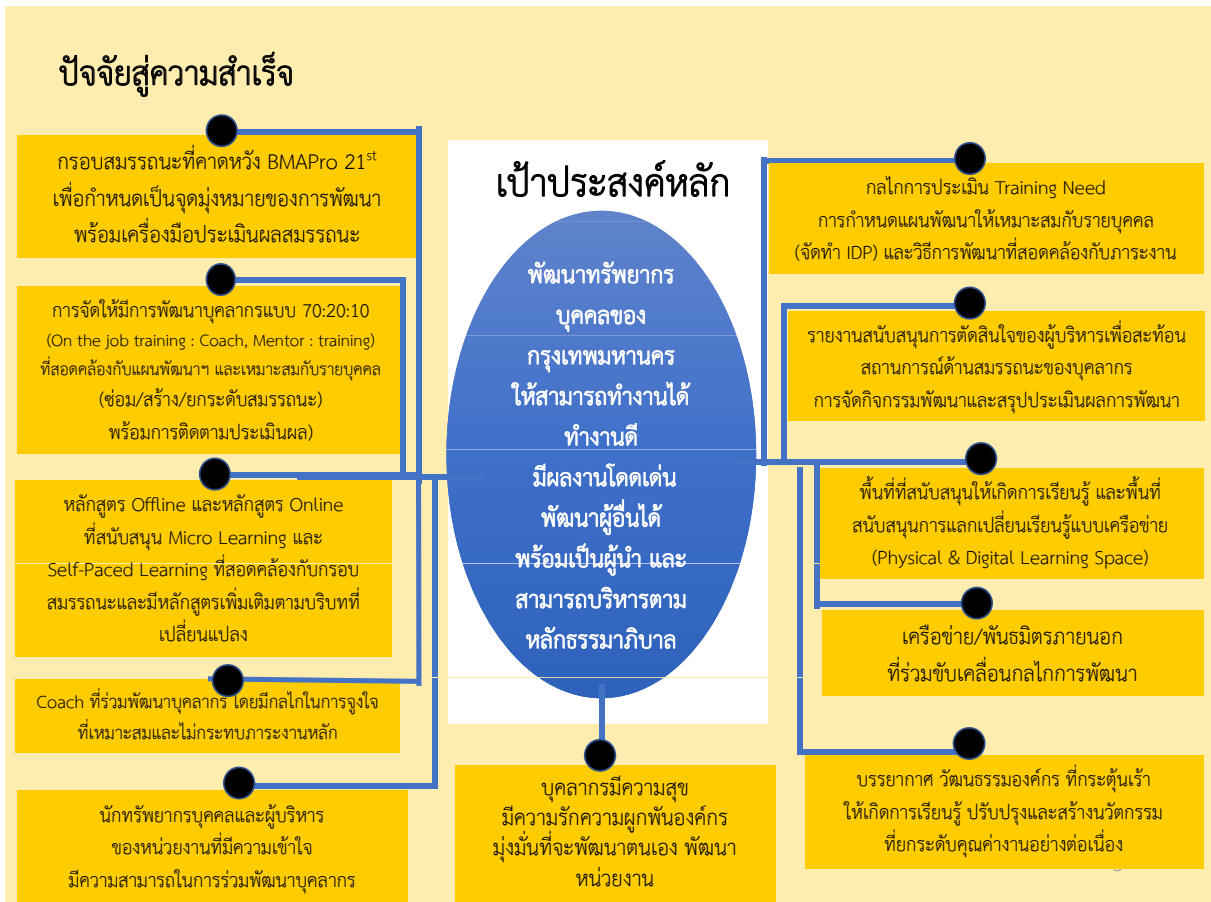 ปัจจัยสู่ความสำเร็จ
กรอบสมรรถนะที่คาดหวัง BMAPro 21st
เพื่อกำหนดเป็นจุดมุ่งหมายของการพัฒนา
พร้อมเครื่องมือประเมินผลสมรรถนะ
การจัดให้มีการพัฒนาบุคลากรแบบ 70:20:10
(On the job training : Coach, Mentor : training)
ที่สอดคล้องกับแผนพัฒนาฯ และเหมาะสมกับรายบุคคล
(ซ่อม/สร้าง/ยกระดับสมรรถนะ)
พร้อมการติดตามประเมินผล)
หลักสูตร Offline และหลักสูตร Online
ที่สนับสนุน Micro Learning และ
Self-Paced Learning ที่สอดคล้องกับกรอบ
สมรรถนะและมีหลักสูตรเพิ่มเติมตามบริบทที่
เปลี่ยนแปลง
Coach ที่ร่วมพัฒนาบุคลากร โดยมีกลไกในการจูงใจ
ที่เหมาะสมและไม่กระทบภาระงานหลัก
นักทรัพยากรบุคคลและผู้บริหาร
ของหน่วยงานที่มีความเข้าใจ
มีความสามารถในการร่วมพัฒนาบุคลากร
เป้าประสงค์หลัก
พัฒนาทรัพยากร
บุคคลของ
กรุงเทพมหานคร
ให้สามารถทำงานได้
ทำงานดี
มีผลงานโดดเด่น
พัฒนาผู้อื่นได้
พร้อมเป็นผู้นำ และ
สามารถบริหารตาม
หลักธรรมาภิบาล
บุคลากรมีความสุข
มีความรักความผูกพันองค์กร
มุ่งมั่นที่จะพัฒนาตนเอง พัฒนา
หน่วยงาน
กลไกการประเมิน Training Need
การกำหนดแผนพัฒนาให้เหมาะสมกับรายบุคคล
(จัดทำ IDP) และวิธีการพัฒนาที่สอดคล้องกับภาระงาน
รายงานสนับสนุนการตัดสินใจของผู้บริหารเพื่อสะท้อน
สถานการณ์ด้านสมรรถนะของบุคลากร
การจัดกิจกรรมพัฒนาและสรุปประเมินผลการพัฒนา
พื้นที่ที่สนับสนุนให้เกิดการเรียนรู้ และพื้นที่
สนับสนุนการแลกเปลี่ยนเรียนรู้แบบเครือข่าย
(Physical & Digital Learning Space)
เครือข่าย/พันธมิตรภายนอก
ที่ร่วมขับเคลื่อนกลไกการพัฒนา
บรรยากาศ วัฒนธรรมองค์กร ที่กระตุ้นเร้า
ให้เกิดการเรียนรู้ ปรับปรุงและสร้างนวัตกรรม
ที่ยกระดับคุณค่างานอย่างต่อเนื่อง